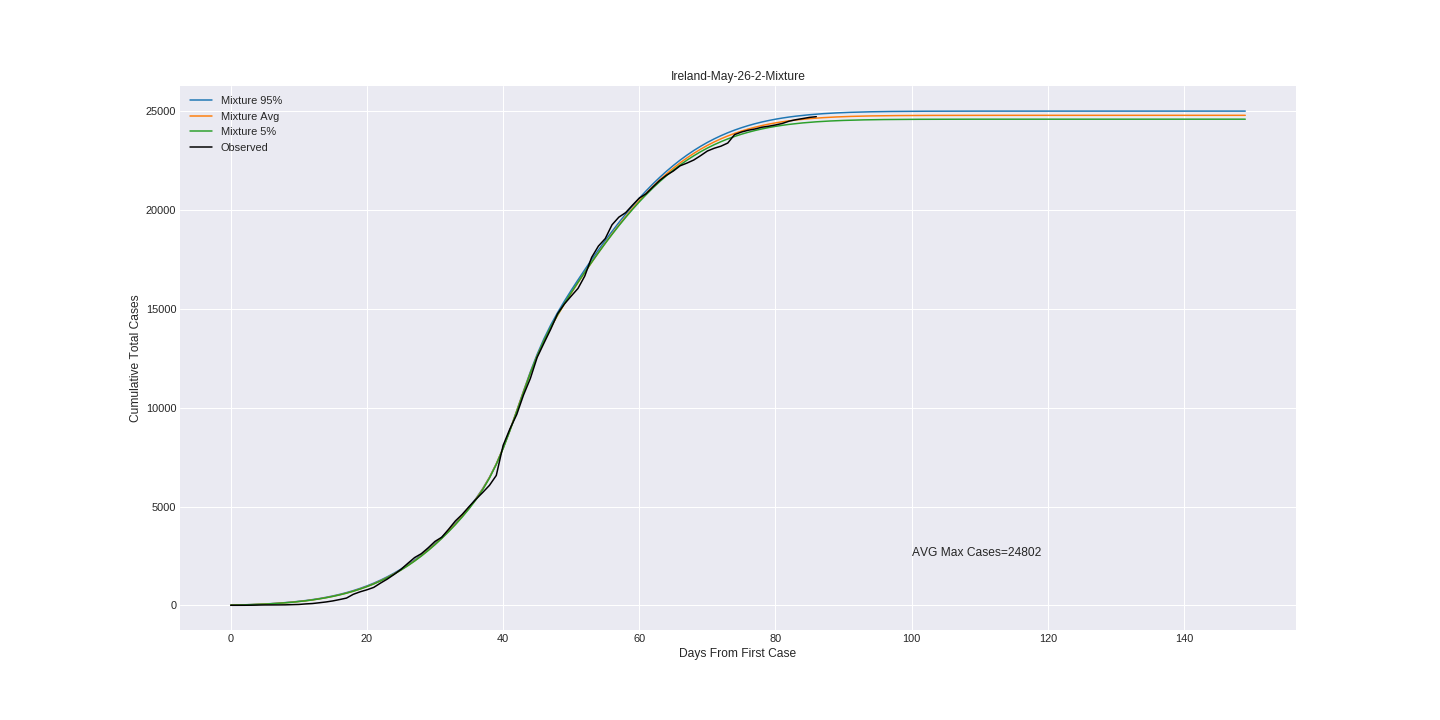 Ireland-May-26-2-Mixture
Mixture 95%
Mixture Avg
Mixture 5%
Observed
25000
20000
15000
10000
5000
0
Cumulative Total Cases
AVG Max Cases=24802
0 20 40 60 80 100 120 140
Days From First Case